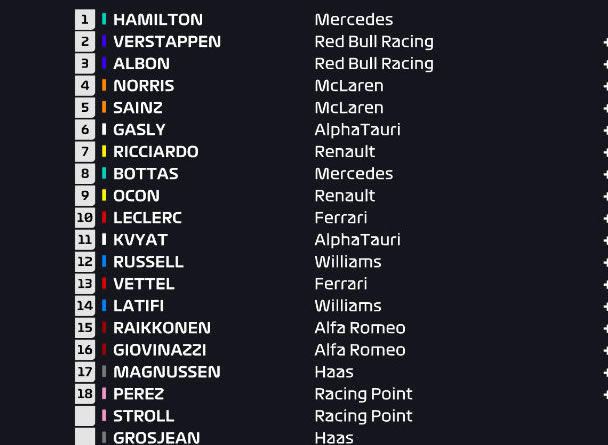 1 HAMILTON Mercedes
2 VERSTAPPEN Red Bull Racing
3 ALBON Red Bull Racing
4 NORRIS McLaren
5 SAINZ McLaren
6 GASLY AlphaTauri
7 RICCIARDO Renault
8 BOTTAS Mercedes
9 OCON Renault
10 LECLERC Ferrari
11 KVYAT AlphaTauri
12 RUSSELL Williams
13 VETTEL Ferrari
14 LATIFI Williams
15 RAIKKONEN Alfa Romeo
16 GIOVINAZZI Alfa Romeo
17 MAGNUSSEN Haas
18 PEREZ Racing Point
STROLL Racing Point
GROSJEAN Haas